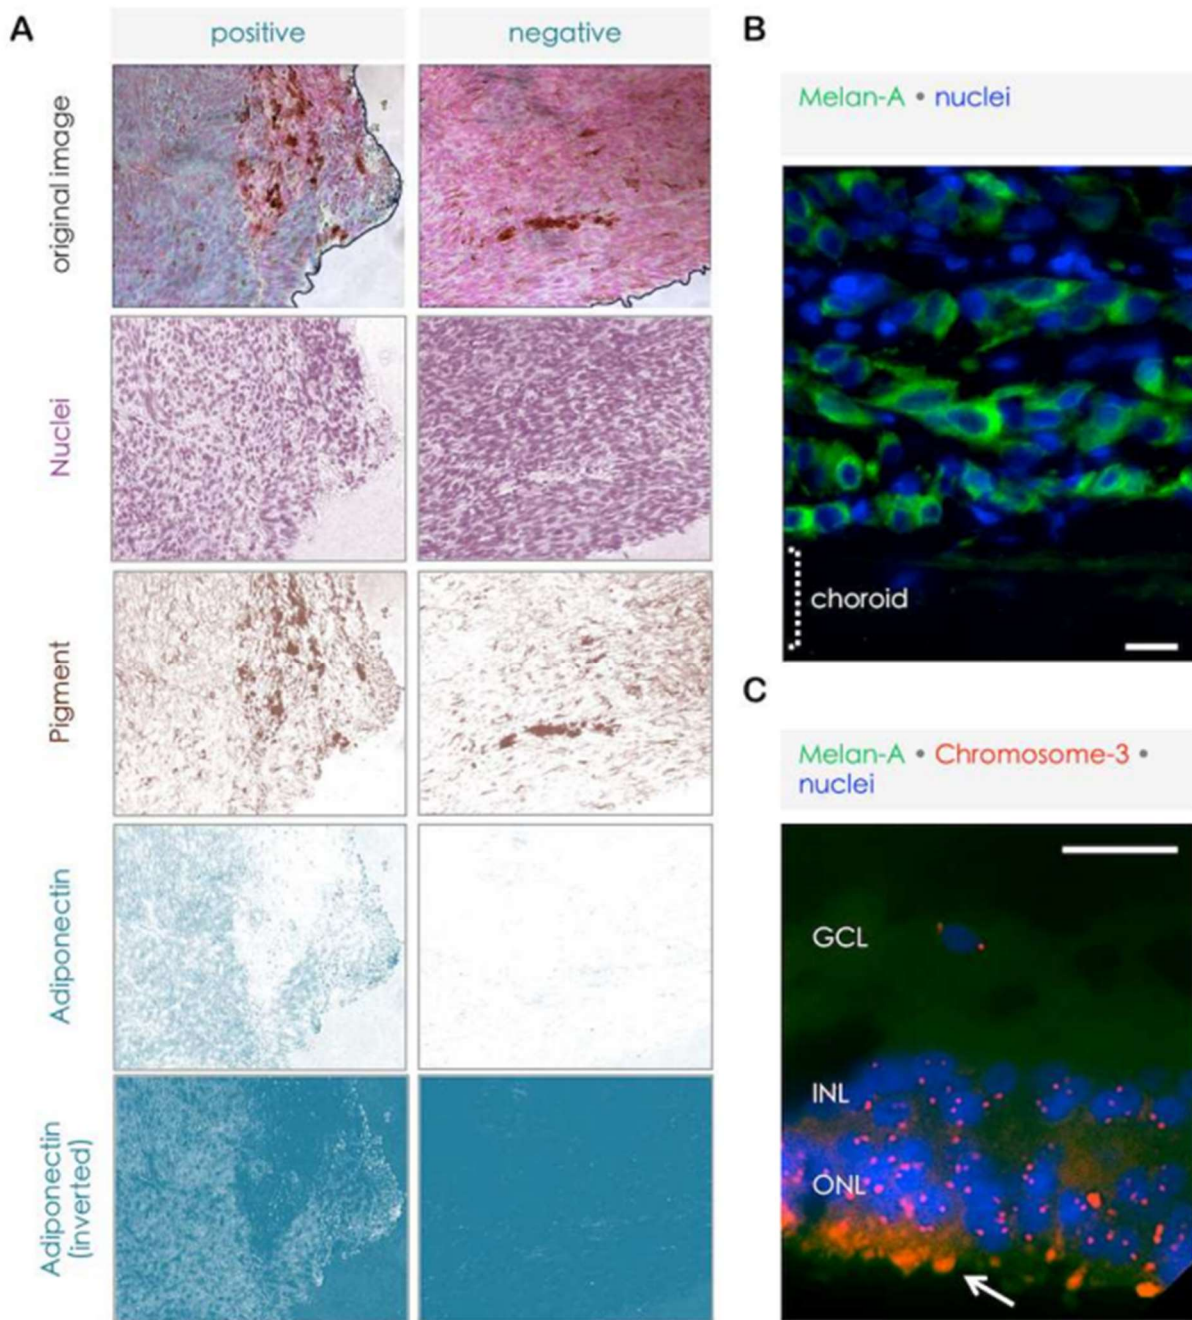 A
positive
negative
original image
Nuclei
Pigment
Adiponectin
Adiponectin
(inverted)
B
Melan-A • nuclei
choroid
C
Melan-A • Chromosome-3 •
nuclei
GCL
INL
ONL